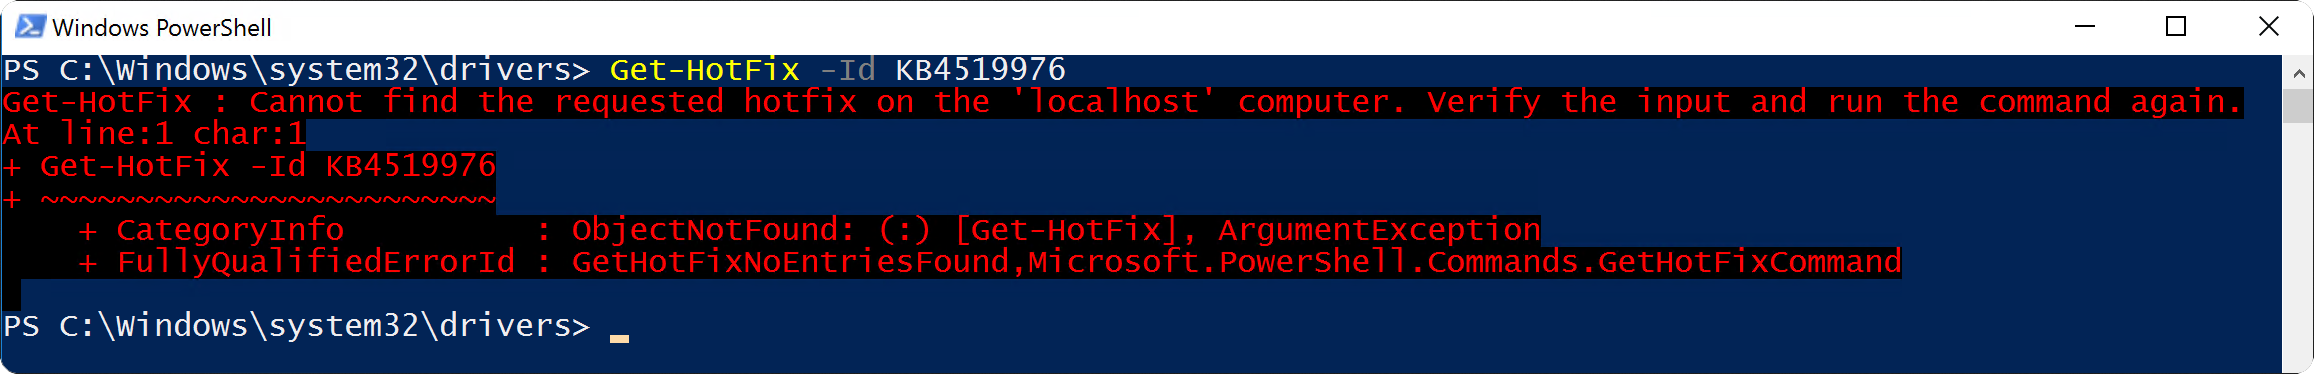 Windows PowerShell
PS C:\Windows\system32\drivers> Get-HotFix -Id KB4519976
Get-HotFix : Cannot find the requested hotfix on the 'localhost' computer. Verify the input and run the command again.
At line:1 char:1
+ Get-HotFix -Id KB4519976
+ ~~~~~~~~~~~~~~~~~~~~~~~~
    + CategoryInfo          : ObjectNotFound: (:) [Get-HotFix], ArgumentException
    + FullyQualifiedErrorId : GetHotFixNoEntriesFound,Microsoft.PowerShell.Commands.GetHotFixCommand
PS C:\Windows\system32\drivers>